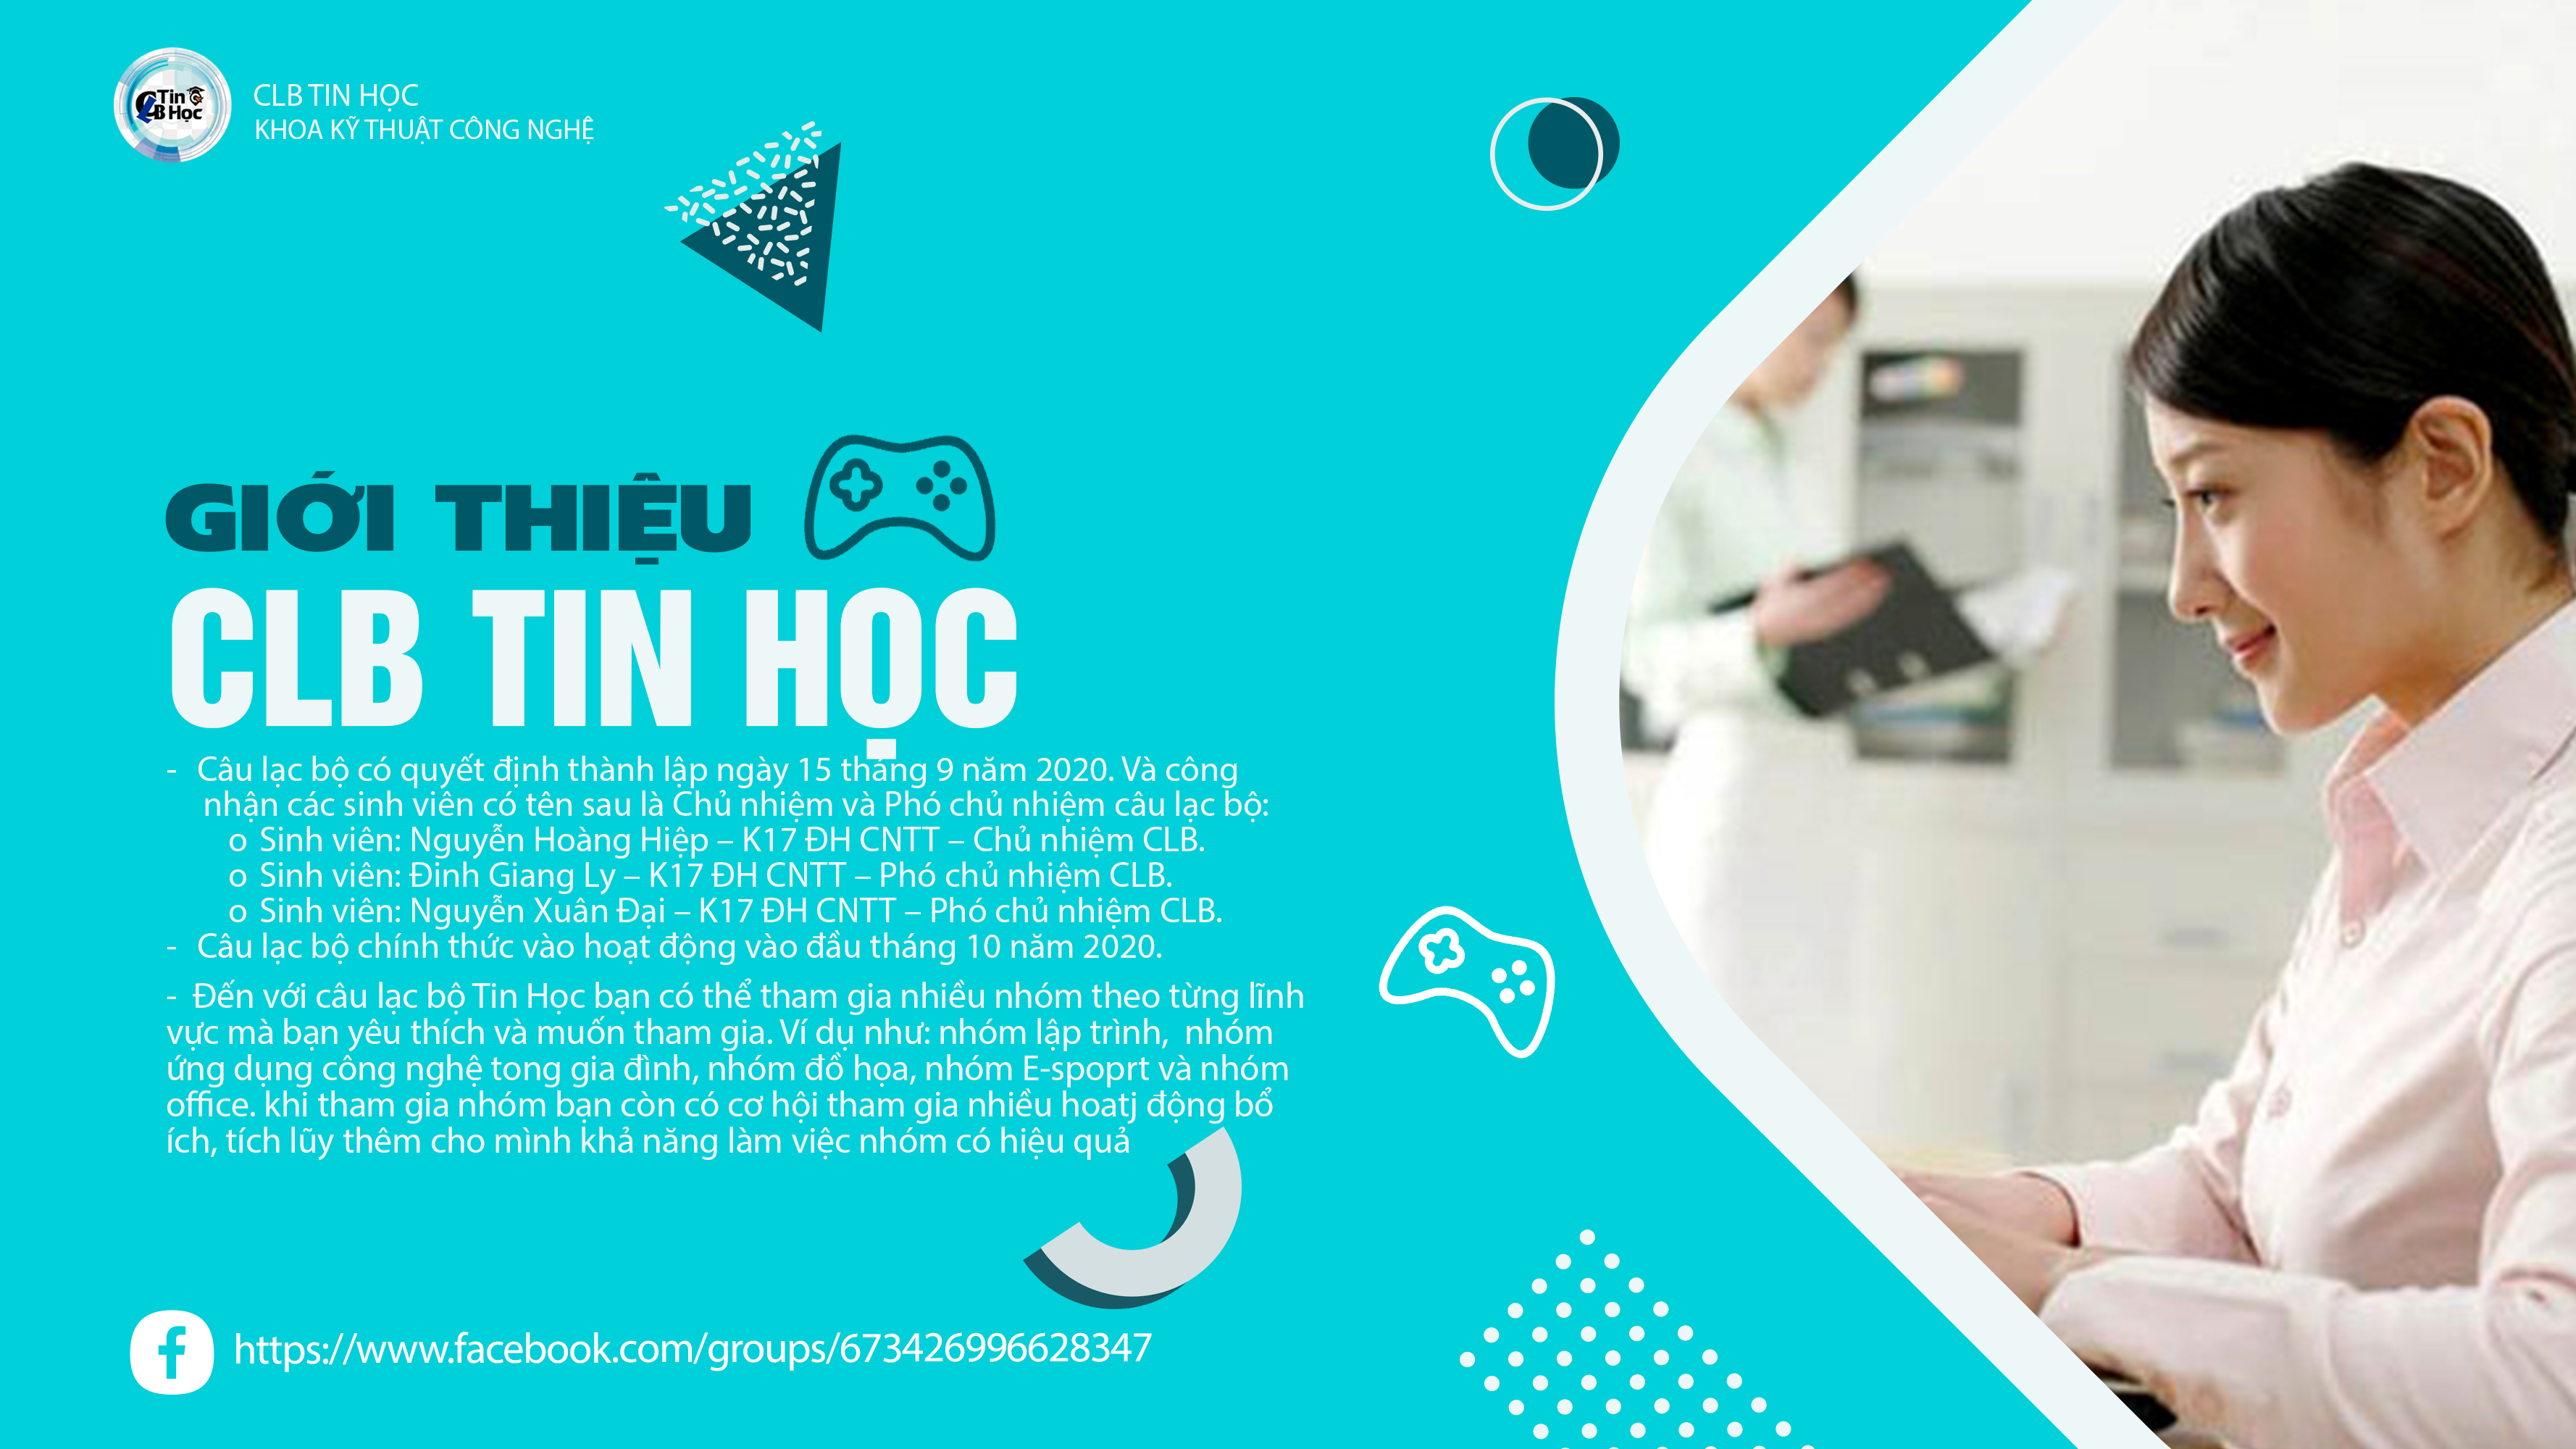 CLB Tin Học
CLB TIN HỌC
KHOA KỸ THUẬT CÔNG NGHỆ
GIỚI THIỆU
CLB TIN HỌC
- Câu lạc bộ có quyết định thành lập ngày 15 tháng 9 năm 2020. Và công
nhận các sinh viên có tên sau là Chủ nhiệm và Phó chủ nhiệm câu lạc bộ:
o Sinh viên: Nguyễn Hoàng Hiệp – K17 ĐH CNTT – Chủ nhiệm CLB.
o Sinh viên: Đinh Giang Ly – K17 ĐH CNTT – Phó chủ nhiệm CLB.
o Sinh viên: Nguyễn Xuân Đại – K17 ĐH CNTT – Phó chủ nhiệm CLB.
- Câu lạc bộ chính thức vào hoạt động vào đầu tháng 10 năm 2020.
- Đến với câu lạc bộ Tin Học bạn có thể tham gia nhiều nhóm theo từng lĩnh
vực mà bạn yêu thích và muốn tham gia. Ví dụ như: nhóm lập trình, nhóm
ứng dụng công nghệ tong gia đình, nhóm đồ họa, nhóm E-spoprt và nhóm
office. khi tham gia nhóm bạn còn có cơ hội tham gia nhiều hoatj động bổ
ích, tích lũy thêm cho mình khả năng làm việc nhóm có hiệu quả
https://www.facebook.com/groups/673426996628347